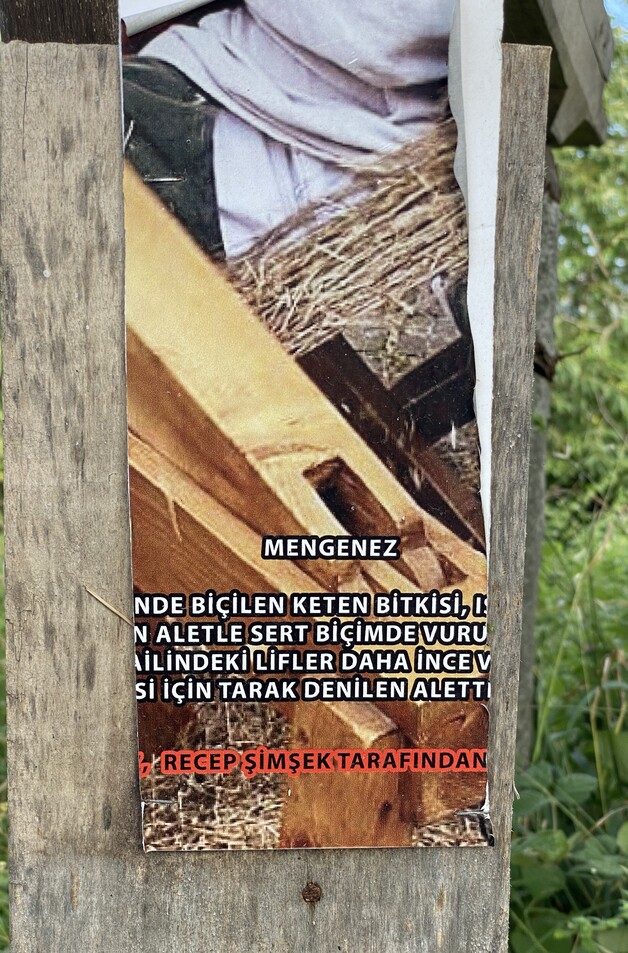 MENGENEZ
NDE BİÇİLEN KETEN BİTKİSİ, IS
N ALETLE SERT BİÇİMDE VURU
AİLİNDEKİ LİFLER DAHA İNCE V
Sİ İÇİN TARAK DENİLEN ALETT
, RECEP ŞİMŞEK TARAFINDAN